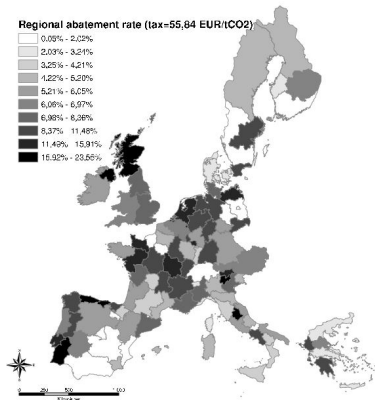 Regional abatement rate (tax=55,84 EUR/tCO2)
0.05% - 2.02%
2.03% - 3.24%
3.25% - 4,21%
4.22% - 5.20%
5,21% - 6,05%
6,06% - 6,97%
6,98% - 8,36%
8,37% - 11,48%
11,49% - 15,91%
15,92% - 23,55%
0 250 500